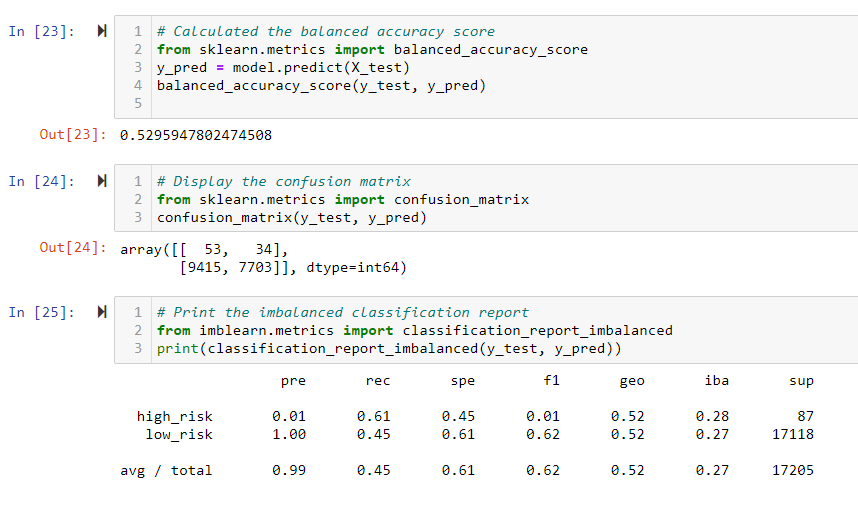 In [23]:
1 # Calculated the balanced accuracy score
2 from sklearn.metrics import balanced_accuracy_score
3 y_pred = model.predict(X_test)
4 balanced_accuracy_score(y_test, y_pred)
5
Out[23]: 0.5295947802474508
In [24]:
1 # Display the confusion matrix
2 from sklearn.metrics import confusion_matrix
3 confusion_matrix(y_test, y_pred)
Out[24]: array([[  53,   34],
       [9415, 7703]], dtype=int64)
In [25]:
1 # Print the imbalanced classification report
2 from imblearn.metrics import classification_report_imbalanced
3 print(classification_report_imbalanced(y_test, y_pred))
pre rec spe f1 geo iba sup
high_risk 0.01 0.61 0.45 0.01 0.52 0.28 87
low_risk 1.00 0.45 0.61 0.62 0.52 0.27 17118
avg / total 0.99 0.45 0.61 0.62 0.52 0.27 17205